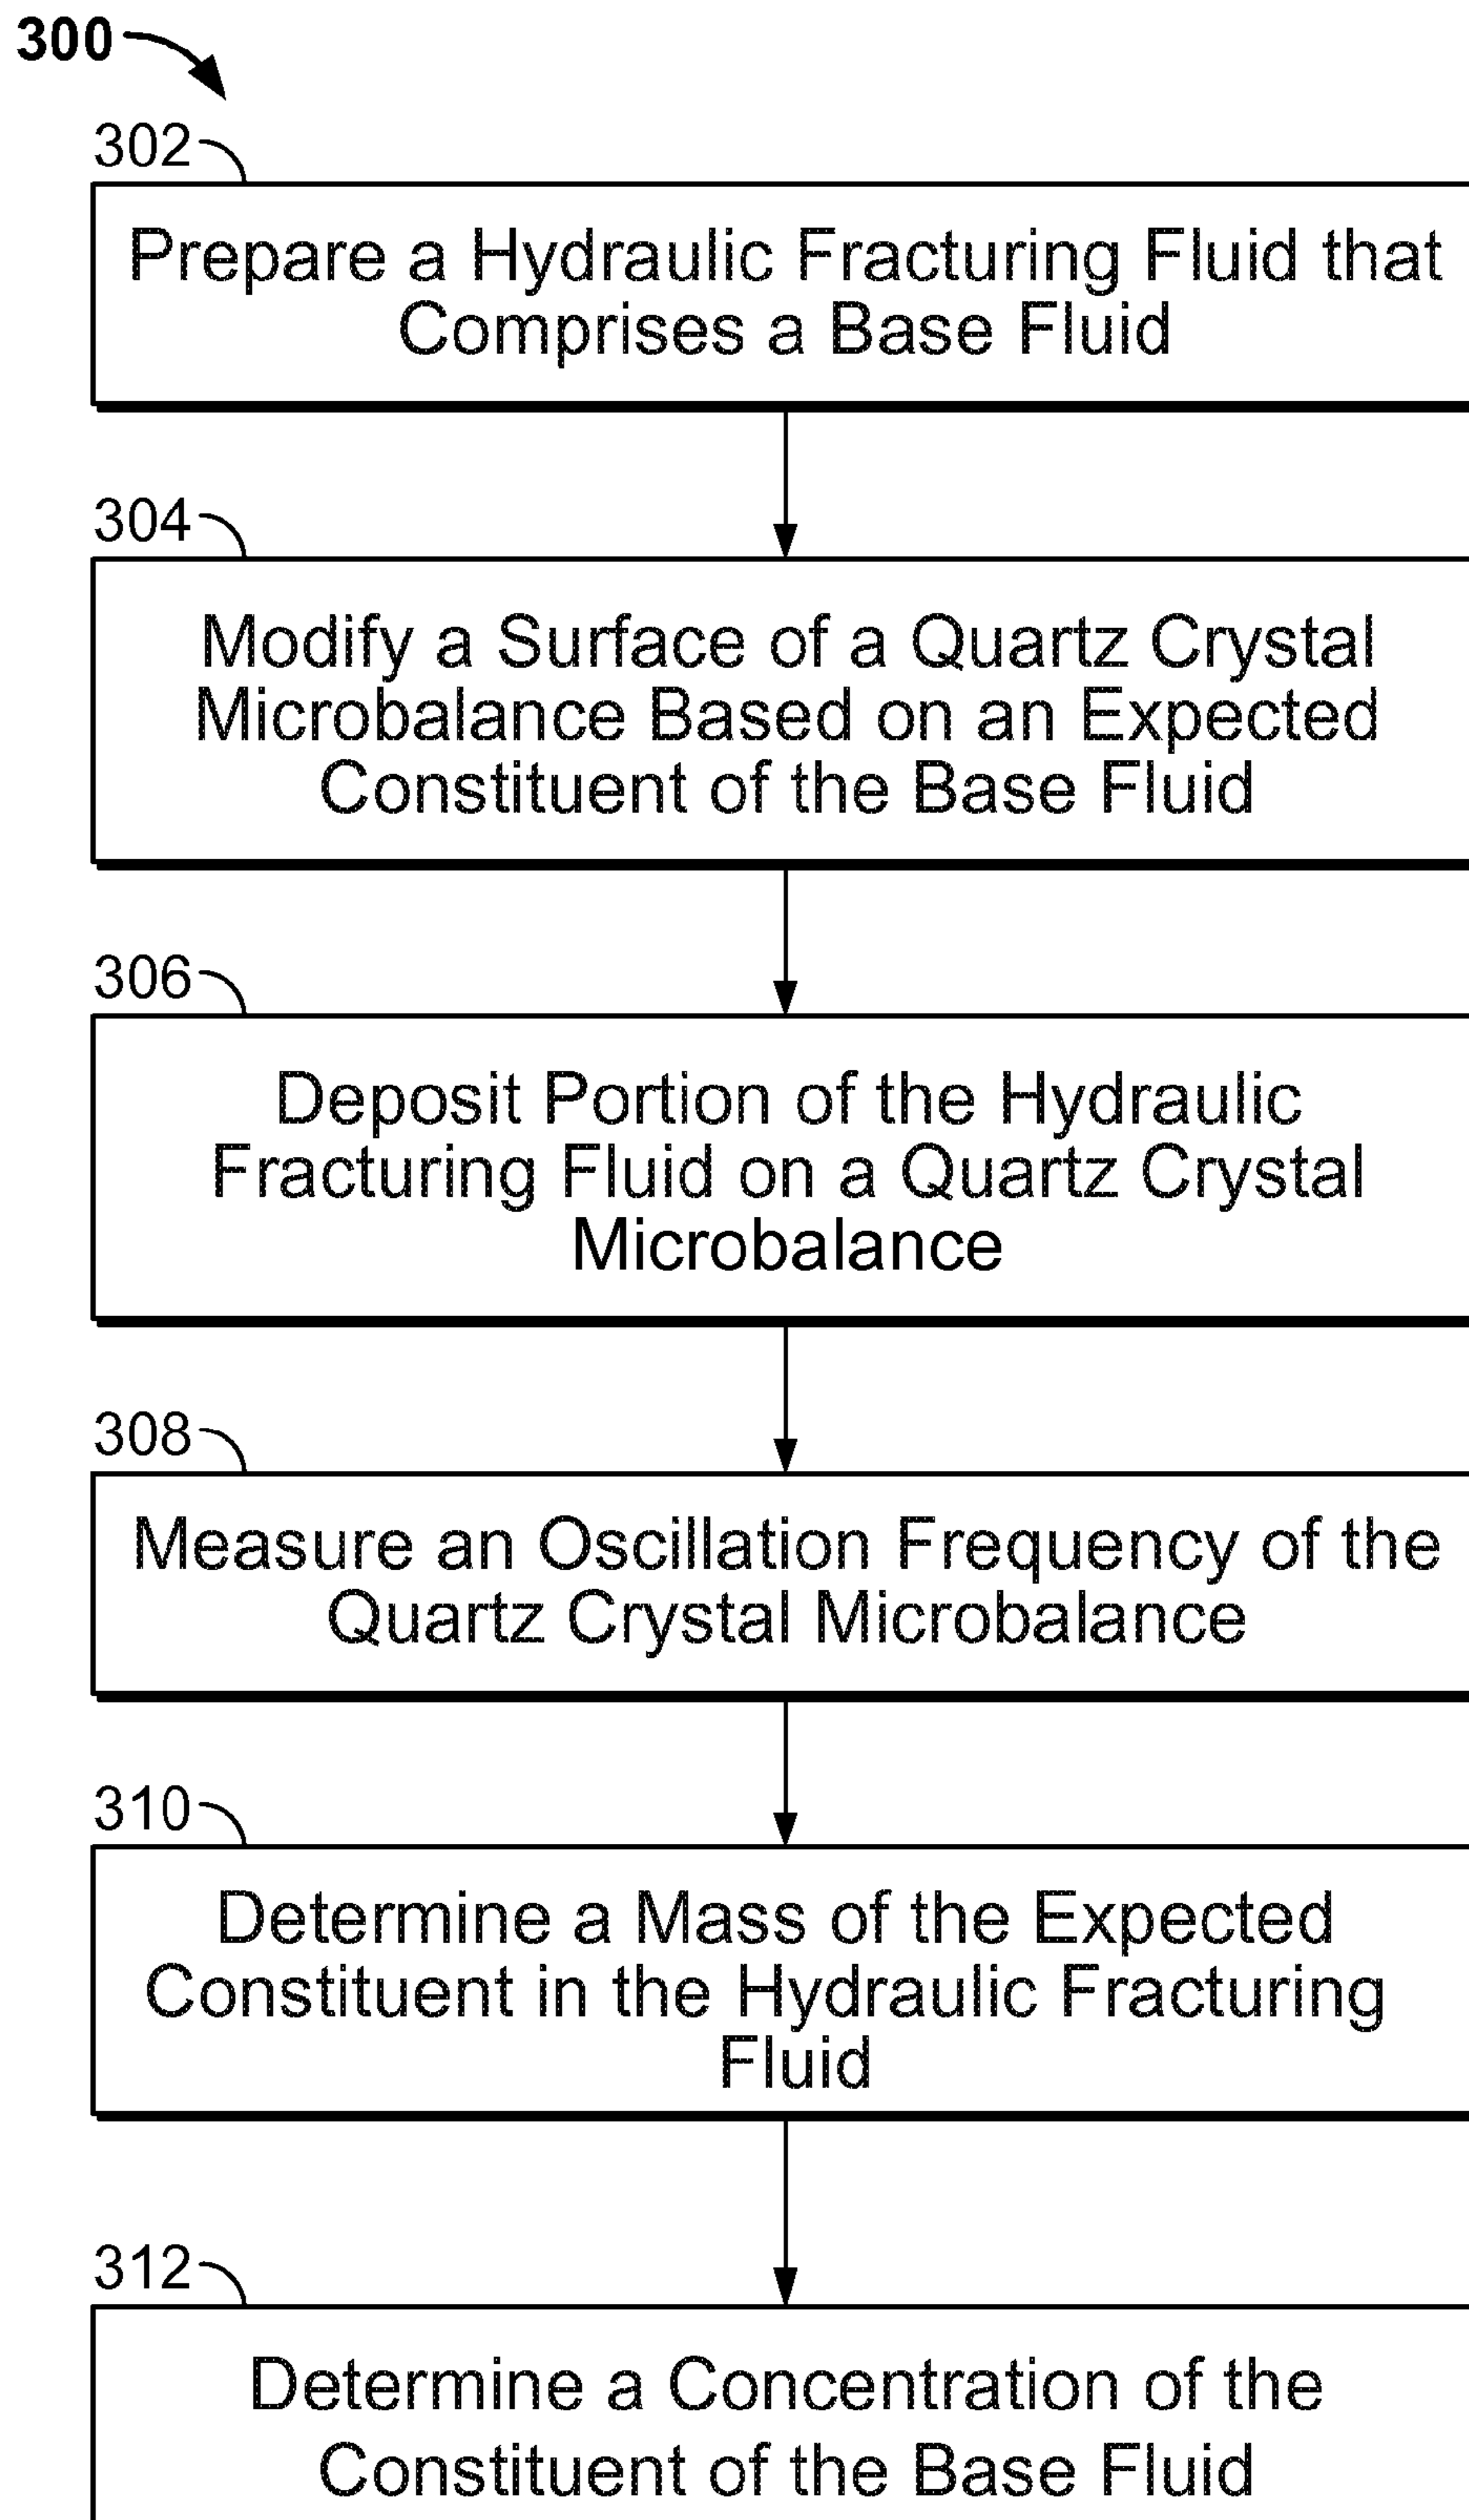 300
302
Prepare a Hydraulic Fracturing Fluid that
Comprises a Base Fluid
304
Modify a Surface of a Quartz Crystal
Microbalance Based on an Expected
Constituent of the Base Fluid
306
Deposit Portion of the Hydraulic
Fracturing Fluid on a Quartz Crystal
Microbalance
308
Measure an Oscillation Frequency of the
Quartz Crystal Microbalance
310
Determine a Mass of the Expected
Constituent in the Hydraulic Fracturing
Fluid
312
Determine a Concentration of the
Constituent of the Base Fluid